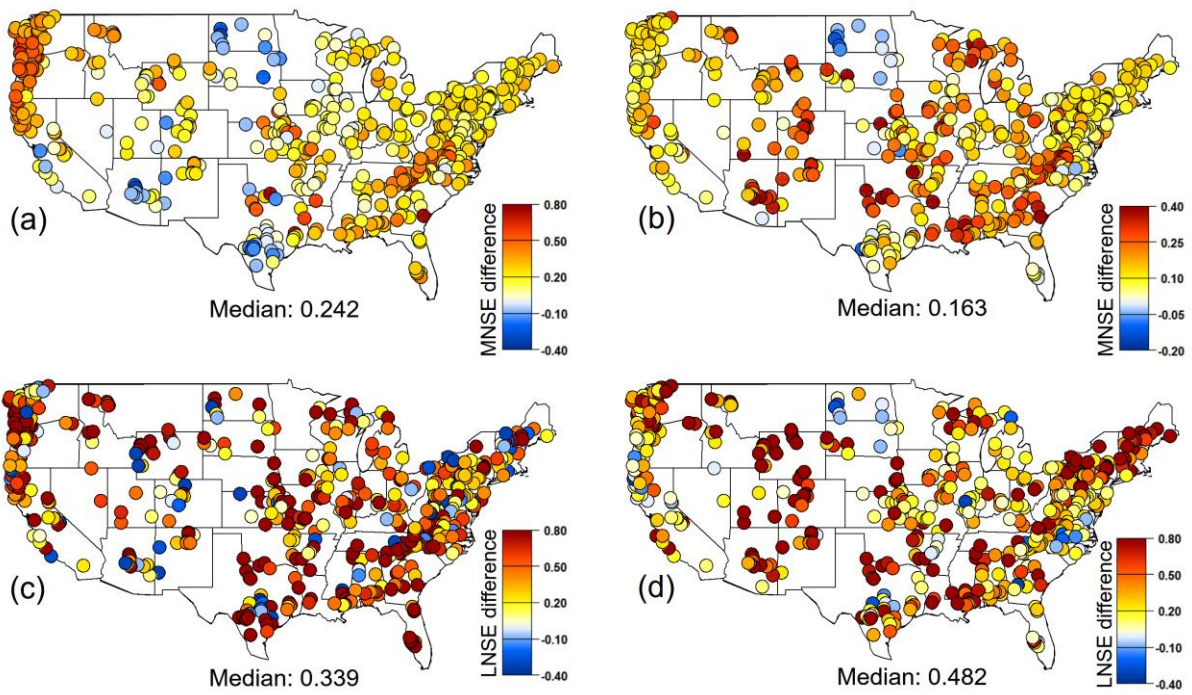 (a)
MNSE difference
0.80
0.50
0.20
-0.10
-0.40
Median: 0.242
(b)
MNSE difference
0.40
0.25
0.10
-0.05
-0.20
Median: 0.163
(c)
LNSE difference
0.80
0.50
0.20
-0.10
-0.40
Median: 0.339
(d)
LNSE difference
0.80
0.50
0.20
-0.10
-0.40
Median: 0.482